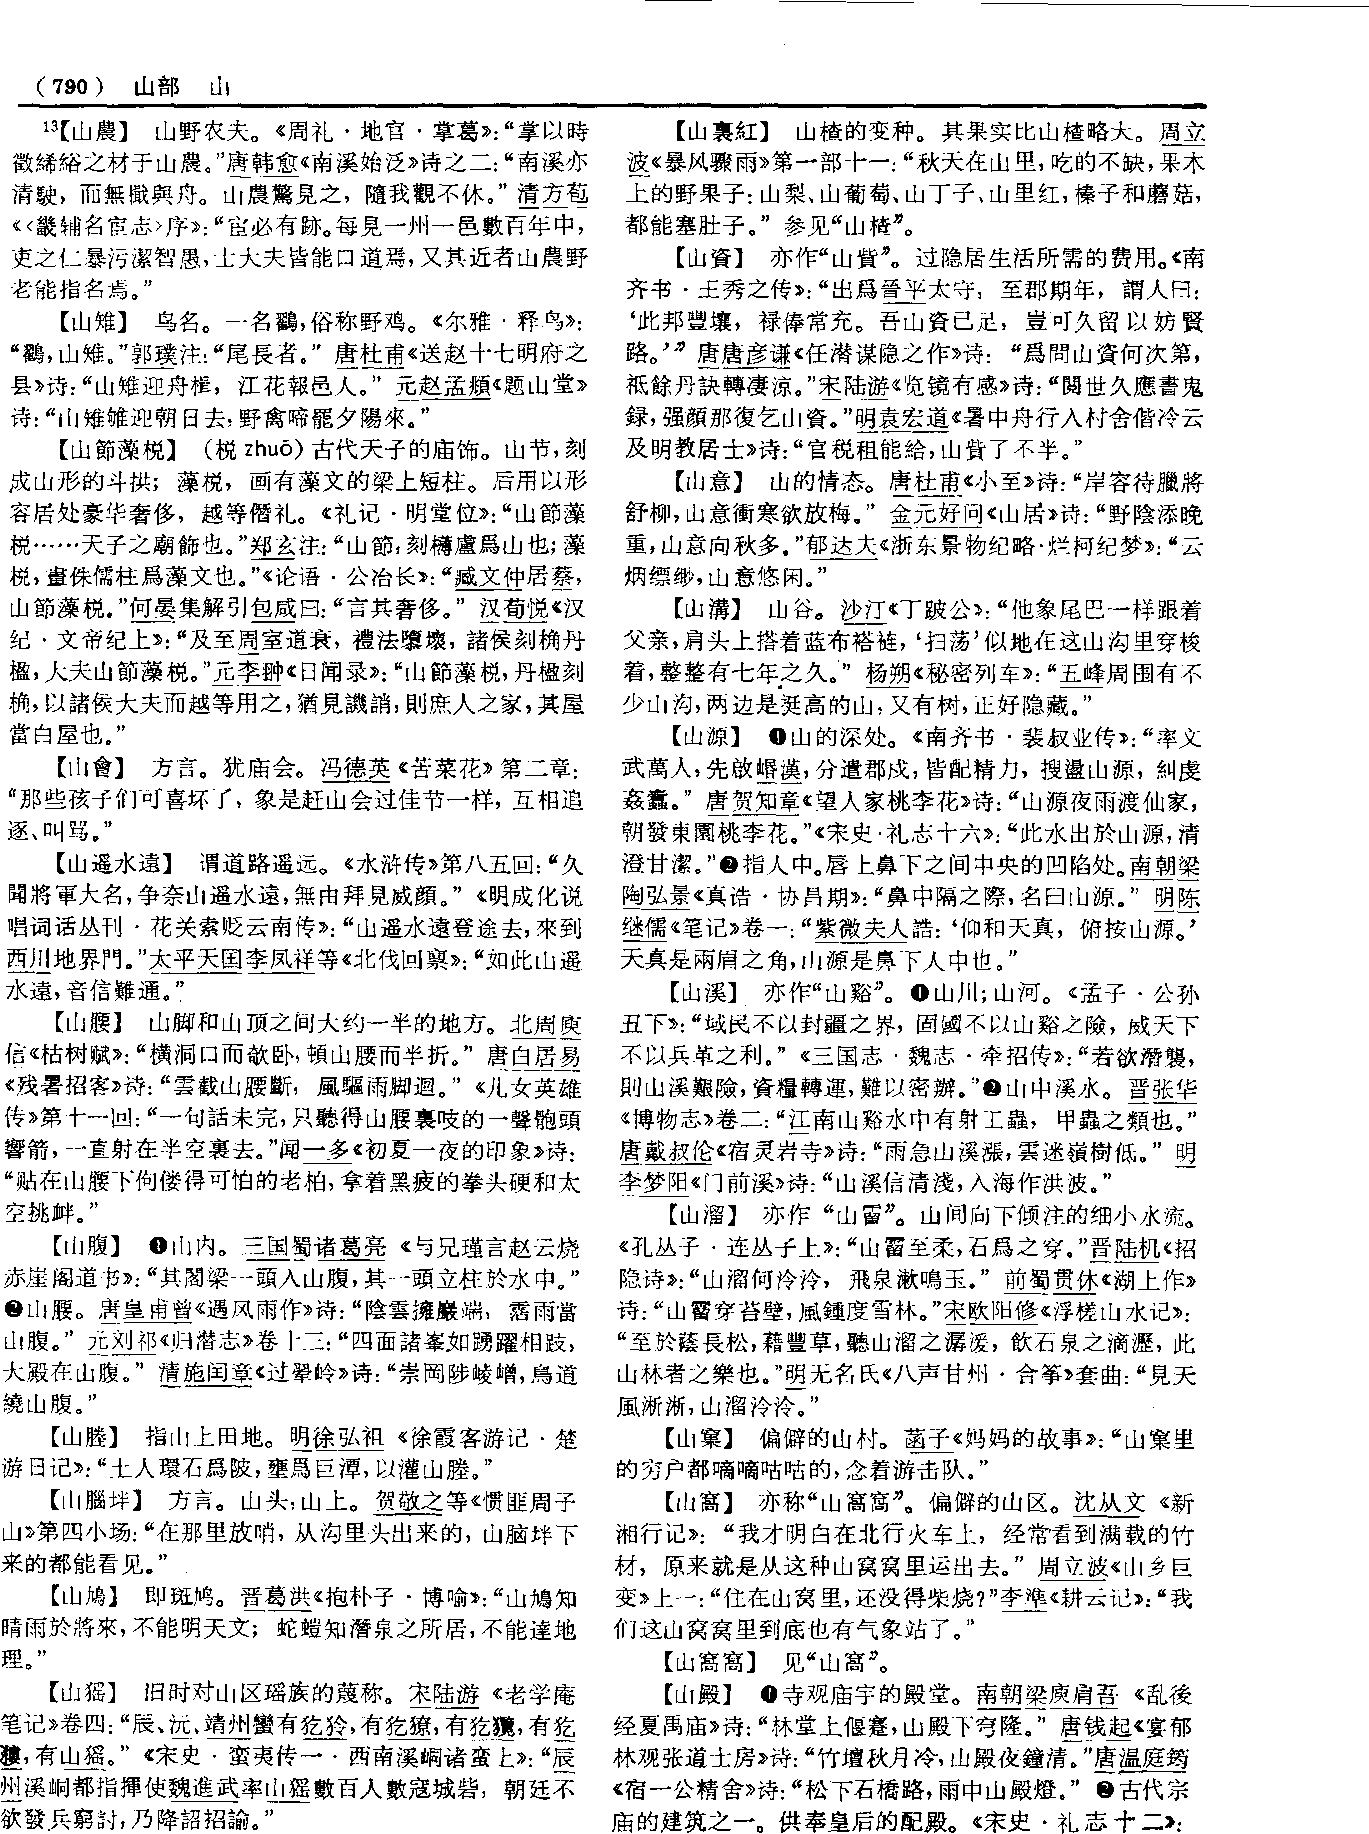 （790） 山部 山
13【山農】 山野农夫。《周礼·地官·掌葛》：“掌以時
徵絺綌之材于山農。”唐韩愈《南溪始泛》诗之二：“南溪亦
清駛，而無檝與舟。山農驚見之，隨我觀不休。”清方苞
《〈畿辅名宦志〉序》：“宦必有跡。每見一州一邑數百年中，
吏之仁暴污潔智愚，士大夫皆能口道焉，又其近者山農野
老能指名焉。”
【山雉】 鸟名。一名鸐，俗称野鸡。《尔雅·释鸟》：
“鸐，山雉。”郭璞注：“尾長者。”唐杜甫《送赵十七明府之
县》诗：“山雉迎舟楫，江花報邑人。”元赵孟頫《题山堂》
诗：“山雉雊迎朝日去，野禽啼罷夕陽來。”
【山節藻棁】 （棁 zhuō）古代天子的庙饰。山节，刻
成山形的斗拱；藻棁，画有藻文的梁上短柱。后用以形
容居处豪华奢侈，越等僭礼。《礼记·明堂位》：“山節藻
棁……天子之廟飾也。”郑玄注：“山節，刻欂盧爲山也；藻
棁，畫侏儒柱爲藻文也。”《论语·公冶长》：“臧文仲居蔡，
山節藻棁。”何晏集解引包咸曰：“言其奢侈。”汉荀悦《汉
纪·文帝纪上》：“及至周室道衰，禮法墮壞，諸侯刻桷丹
楹，大夫山節藻棁。”元李翀《日闻录》：“山節藻棁，丹楹刻
桷，以諸侯大夫而越等用之，猶見譏誚，則庶人之家，其屋
當白屋也。”
【山會】 方言。犹庙会。冯德英《苦菜花》第二章：
“那些孩子们可喜坏了，象是赶山会过佳节一样，互相追
逐、叫骂。”
【山遥水遠】 谓道路遥远。《水浒传》第八五回：“久
聞將軍大名，争奈山遥水遠，無由拜見威顔。”《明成化说
唱词话丛刊·花关索贬云南传》：“山遥水遠登途去，來到
西川地界門。”太平天囯李凤祥等《北伐回禀》：“如此山遥
水遠，音信難通。”
【山腰】 山脚和山顶之间大约一半的地方。北周庾
信《枯树赋》：“横洞口而欹卧，頓山腰而半折。”唐白居易
《残暑招客》诗：“雲截山腰斷，風驅雨脚迴。”《儿女英雄
传》第十一回：“一句話未完，只聽得山腰裏吱的一聲骲頭
響箭，一直射在半空裏去。”闻一多《初夏一夜的印象》诗：
“贴在山腰下佝偻得可怕的老柏，拿着黑疲的拳头硬和太
空挑衅。”
【山腹】 ❶山内。三国蜀诸葛亮《与兄瑾言赵云烧
赤崖阁道书》：“其閣梁一頭入山腹，其一頭立柱於水中。”
❷山腰。唐皇甫曾《遇风雨作》诗：“陰雲擁巖端，霑雨當
山腹。”元刘祁《归潜志》卷十三：“四面諸峯如踴躍相跂，
大殿在山腹。”清施闰章《过翚岭》诗：“崇岡陟崚嶒，鳥道
繞山腹。”
【山塍】 指山上田地。明徐弘祖《徐霞客游记·楚
游日记》：“土人環石爲陂，壅爲巨潭，以灌山塍。”
【山腦坢】 方言。山头；山上。贺敬之等《惯匪周子
山》第四小场：“在那里放哨，从沟里头出来的，山脑坢下
来的都能看见。”
【山鳩】 即斑鸠。晋葛洪《抱朴子·博喻》：“山鳩知
晴雨於將來，不能明天文；蛇螘知潛泉之所居，不能達地
理。”
【山猺】 旧时对山区瑶族的蔑称。宋陆游《老学庵
笔记》卷四：“辰、沅、靖州蠻有犵狑，有犵獠，有犵，有犵
，有山猺。”《宋史·蛮夷传一·西南溪峒诸蛮上》：“辰
州溪峒都指揮使魏進武率山猺數百人數寇城砦，朝廷不
欲發兵窮討，乃降詔招諭。”
【山裏紅】 山楂的变种。其果实比山楂略大。周立
波《暴风骤雨》第一部十一：“秋天在山里，吃的不缺，果木
上的野果子：山梨、山葡萄、山丁子、山里红，榛子和蘑菇，
都能塞肚子。”参见“山楂”。
【山資】 亦作“山貲”。过隐居生活所需的费用。《南
齐书·王秀之传》：“出爲晉平太守，至郡期年，謂人曰：
‘此邦豐壤，禄俸常充。吾山資已足，豈可久留以妨賢
路。’”唐唐彦谦《任潜谋隐之作》诗：“爲問山資何次第，
祗餘丹訣轉凄涼。”宋陆游《览镜有感》诗：“閲世久應書鬼
録，强顔那復乞山資。”明袁宏道《暑中舟行入村舍偕冷云
及明教居士》诗：“官税租能給，山貲了不半。”
【山意】 山的情态。唐杜甫《小至》诗：“岸容待臘將
舒柳，山意衝寒欲放梅。”金元好问《山居》诗：“野陰添晚
重，山意向秋多。”郁达夫《浙东景物纪略·烂柯纪梦》：“云
烟缥缈，山意悠闲。”
【山溝】 山谷。沙汀《丁跛公》：“他象尾巴一样跟着
父亲，肩头上搭着蓝布褡裢，‘扫荡’似地在这山沟里穿梭
着，整整有七年之久。”杨朔《秘密列车》：“五峰周围有不
少山沟，两边是挺高的山，又有树，正好隐藏。”
【山源】 ❶山的深处。《南齐书·裴叔业传》：“率文
武萬人，先啟嶓漢，分遣郡戍，皆配精力，搜盪山源，糾虔
姦蠹。”唐贺知章《望人家桃李花》诗：“山源夜雨渡仙家，
朝發東園桃李花。”《宋史·礼志十六》：“此水出於山源，清
澄甘潔。”❷指人中。唇上鼻下之间中央的凹陷处。南朝梁
陶弘景《真诰·协昌期》：“鼻中隔之際，名曰山源。”明陈
继儒《笔记》卷一：“紫微夫人誥：‘仰和天真，俯按山源。’
天真是兩眉之角，山源是鼻下人中也。”
【山溪】 亦作“山谿”。❶山川；山河。《孟子·公孙
丑下》：“域民不以封疆之界，固國不以山谿之險，威天下
不以兵革之利。”《三国志·魏志·牵招传》：“若欲潛襲，
則山溪艱險，資糧轉運，難以密辦。”❷山中溪水。晋张华
《博物志》卷二：“江南山谿水中有射工蟲，甲蟲之類也。”
唐戴叔伦《宿灵岩寺》诗：“雨急山溪漲，雲迷嶺樹低。”明
李梦阳《门前溪》诗：“山溪信清淺，入海作洪波。”
【山溜】 亦作“山霤”。山间向下倾注的细小水流。
《孔丛子·连丛子上》：“山霤至柔，石爲之穿。”晋陆机《招
隐诗》：“山溜何泠泠，飛泉漱鳴玉。”前蜀贯休《湖上作》
诗：“山霤穿苔壁，風鍾度雪林。”宋欧阳修《浮槎山水记》：
“至於蔭長松，藉豐草，聽山溜之潺湲，飲石泉之滴瀝，此
山林者之樂也。”明无名氏《八声甘州·合筝》套曲：“見天
風淅淅，山溜泠泠。”
【山窠】 偏僻的山村。菡子《妈妈的故事》：“山窠里
的穷户都嘀嘀咕咕的，念着游击队。”
【山窩】 亦称“山窩窩”。偏僻的山区。沈从文《新
湘行记》：“我才明白在北行火车上，经常看到满载的竹
材，原来就是从这种山窝窝里运出去。”周立波《山乡巨
变》上一：“住在山窝里，还没得柴烧？”李準《耕云记》：“我
们这山窝窝里到底也有气象站了。”
【山窩窩】 见“山窩”。
【山殿】 ❶寺观庙宇的殿堂。南朝梁庾肩吾《乱後
经夏禹庙》诗：“林堂上偃蹇，山殿下穹隆。”唐钱起《宴郁
林观张道士房》诗：“竹壇秋月冷，山殿夜鐘清。”唐温庭筠
《宿一公精舍》诗：“松下石橋路，雨中山殿燈。”❷古代宗
庙的建筑之一。供奉皇后的配殿。《宋史·礼志十二》：